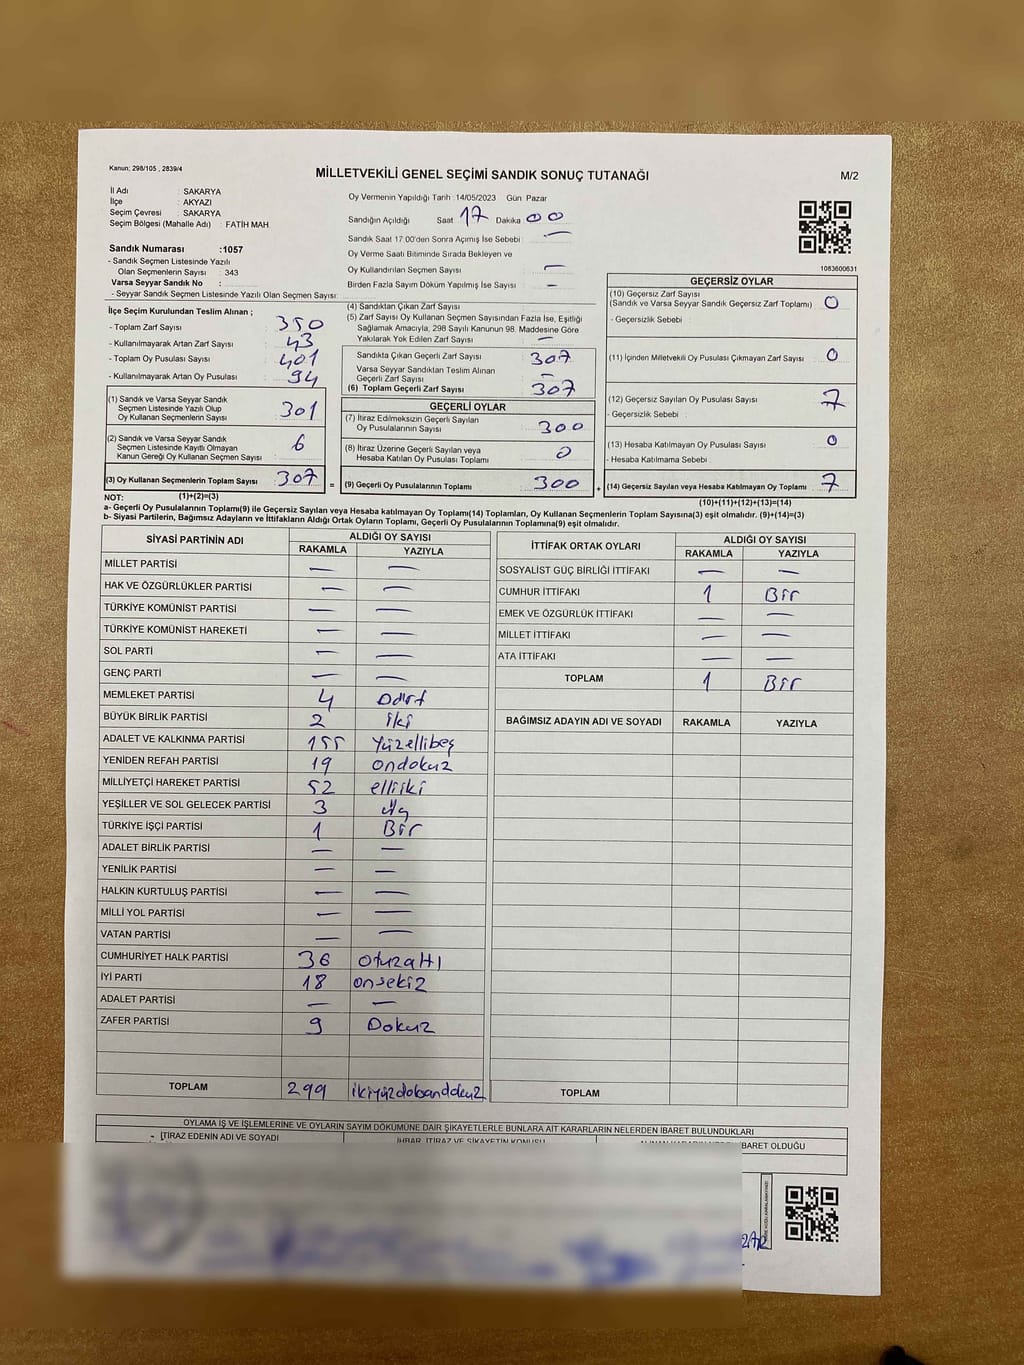 Kanun; 298/105 , 2839/4
MİLLETVEKİLİ GENEL SEÇİMİ SANDIK SONUÇ TUTANAĞI
M/2
İl Adı : SAKARYA
İlçe : AKYAZI
Seçim Çevresi : SAKARYA
Seçim Bölgesi (Mahalle Adı) : FATİH MAH
Sandık Numarası :1057
- Sandık Seçmen Listesinde Yazılı
Olan Seçmenlerin Sayısı : 343
Varsa Seyyar Sandık No :
- Seyyar Sandık Seçmen Listesinde Yazılı Olan Seçmen Sayısı:
Oy Vermenin Yapıldığı Tarih :14/05/2023 Gün Pazar
Sandığın Açıldığı Saat 17 Dakika 00
Sandık Saat 17 00'den Sonra Açılmış İse Sebebi : —
Oy Verme Saati Bitiminde Sırada Bekleyen ve
Oy Kullandırılan Seçmen Sayısı : —
Birden Fazla Sayım Döküm Yapılmış İse Sayısı : —
1083600631
İlçe Seçim Kurulundan Teslim Alınan ;
- Toplam Zarf Sayısı : 350
- Kullanılmayarak Artan Zarf Sayısı : 43
- Toplam Oy Pusulası Sayısı : 401
- Kullanılmayarak Artan Oy Pusulası : 94
(1) Sandık ve Varsa Seyyar Sandık
Seçmen Listesinde Yazılı Olup
Oy Kullanan Seçmenlerin Sayısı : 301
(2) Sandık ve Varsa Seyyar Sandık
Seçmen Listesinde Kayıtlı Olmayan
Kanun Gereği Oy Kullanan Seçmen Sayısı : 6
(3) Oy Kullanan Seçmenlerin Toplam Sayısı : 307
(4) Sandıktan Çıkan Zarf Sayısı :
(5) Zarf Sayısı Oy Kullanan Seçmen Sayısından Fazla İse, Eşitliği
Sağlamak Amacıyla, 298 Sayılı Kanunun 98. Maddesine Göre
Yakılarak Yok Edilen Zarf Sayısı : —
Sandıkta Çıkan Geçerli Zarf Sayısı : 307
Varsa Seyyar Sandıktan Teslim Alınan
Geçerli Zarf Sayısı : —
(6) Toplam Geçerli Zarf Sayısı : 307
GEÇERLİ OYLAR
(7) İtiraz Edilmeksizin Geçerli Sayılan
Oy Pusulalarının Sayısı : 300
(8) İtiraz Üzerine Geçerli Sayılan veya
Hesaba Katılan Oy Pusulası Toplamı : 0
= (9) Geçerli Oy Pusulalarının Toplamı : 300 +
GEÇERSİZ OYLAR
(10) Geçersiz Zarf Sayısı
(Sandık ve Varsa Seyyar Sandık Geçersiz Zarf Toplamı) : 0
- Geçersizlik Sebebi :
(11) İçinden Milletvekili Oy Pusulası Çıkmayan Zarf Sayısı : 0
(12) Geçersiz Sayılan Oy Pusulası Sayısı : 7
- Geçersizlik Sebebi :
(13) Hesaba Katılmayan Oy Pusulası Sayısı : 0
- Hesaba Katılmama Sebebi :
(14) Geçersiz Sayılan veya Hesaba Katılmayan Oy Toplamı : 7
NOT: (1)+(2)=(3)
(10)+(11)+(12)+(13)=(14)
a- Geçerli Oy Pusulalarının Toplamı(9) ile Geçersiz Sayılan veya Hesaba Katılmayan Oy Toplamı(14) Toplamları, Oy Kullanan Seçmenlerin Toplam Sayısına(3) eşit olmalıdır. (9)+(14)=(3)
b- Siyasi Partilerin, Bağımsız Adayların ve İttifakların Aldığı Ortak Oyların Toplamı, Geçerli Oy Pusulalarının Toplamına(9) eşit olmalıdır.
SİYASİ PARTİNİN ADI ALDIĞI OY SAYISI
RAKAMLA YAZIYLA
MİLLET PARTİSİ — —
HAK VE ÖZGÜRLÜKLER PARTİSİ — —
TÜRKİYE KOMÜNİST PARTİSİ — —
TÜRKİYE KOMÜNİST HAREKETİ — —
SOL PARTİ — —
GENÇ PARTİ — —
MEMLEKET PARTİSİ 4 Dört
BÜYÜK BİRLİK PARTİSİ 2 iki
ADALET VE KALKINMA PARTİSİ 155 Yüzellibeş
YENİDEN REFAH PARTİSİ 19 ondokuz
MİLLİYETÇİ HAREKET PARTİSİ 52 elliiki
YEŞİLLER VE SOL GELECEK PARTİSİ 3 üç
TÜRKİYE İŞÇİ PARTİSİ 1 Bir
ADALET BİRLİK PARTİSİ — —
YENİLİK PARTİSİ — —
HALKIN KURTULUŞ PARTİSİ — —
MİLLİ YOL PARTİSİ — —
VATAN PARTİSİ — —
CUMHURİYET HALK PARTİSİ 36 otuzaltı
İYİ PARTİ 18 onsekiz
ADALET PARTİSİ — —
ZAFER PARTİSİ 9 Dokuz
TOPLAM 299 ikiyüzdoksandokuz
İTTİFAK ORTAK OYLARI ALDIĞI OY SAYISI
RAKAMLA YAZIYLA
SOSYALİST GÜÇ BİRLİĞİ İTTİFAKI — —
CUMHUR İTTİFAKI 1 Bir
EMEK VE ÖZGÜRLÜK İTTİFAKI — —
MİLLET İTTİFAKI — —
ATA İTTİFAKI — —
TOPLAM 1 Bir
BAĞIMSIZ ADAYIN ADI VE SOYADI RAKAMLA YAZIYLA
TOPLAM
OYLAMA İŞ VE İŞLEMLERİNE VE OYLARIN SAYIM DÖKÜMÜNE DAİR ŞİKAYETLERLE BUNLARA AİT KARARLARIN NELERDEN İBARET BULUNDUKLARI
İTİRAZ EDENİN ADI VE SOYADI İHBAR, İTİRAZ VE ŞİKAYETİN KONUSU İBARET OLDUĞU